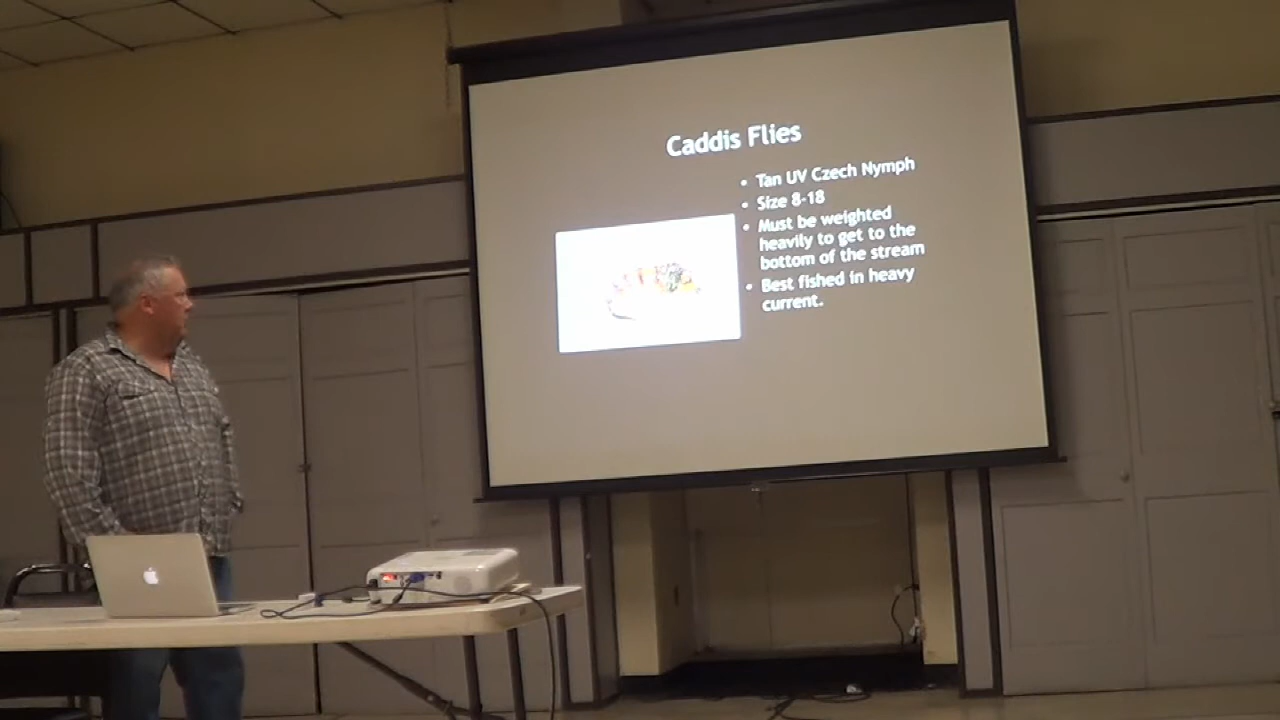 Caddis Flies
• Tan UV Czech Nymph
• Size 8-18
• Must be weighted
heavily to get to the
bottom of the stream
• Best fished in heavy
current.